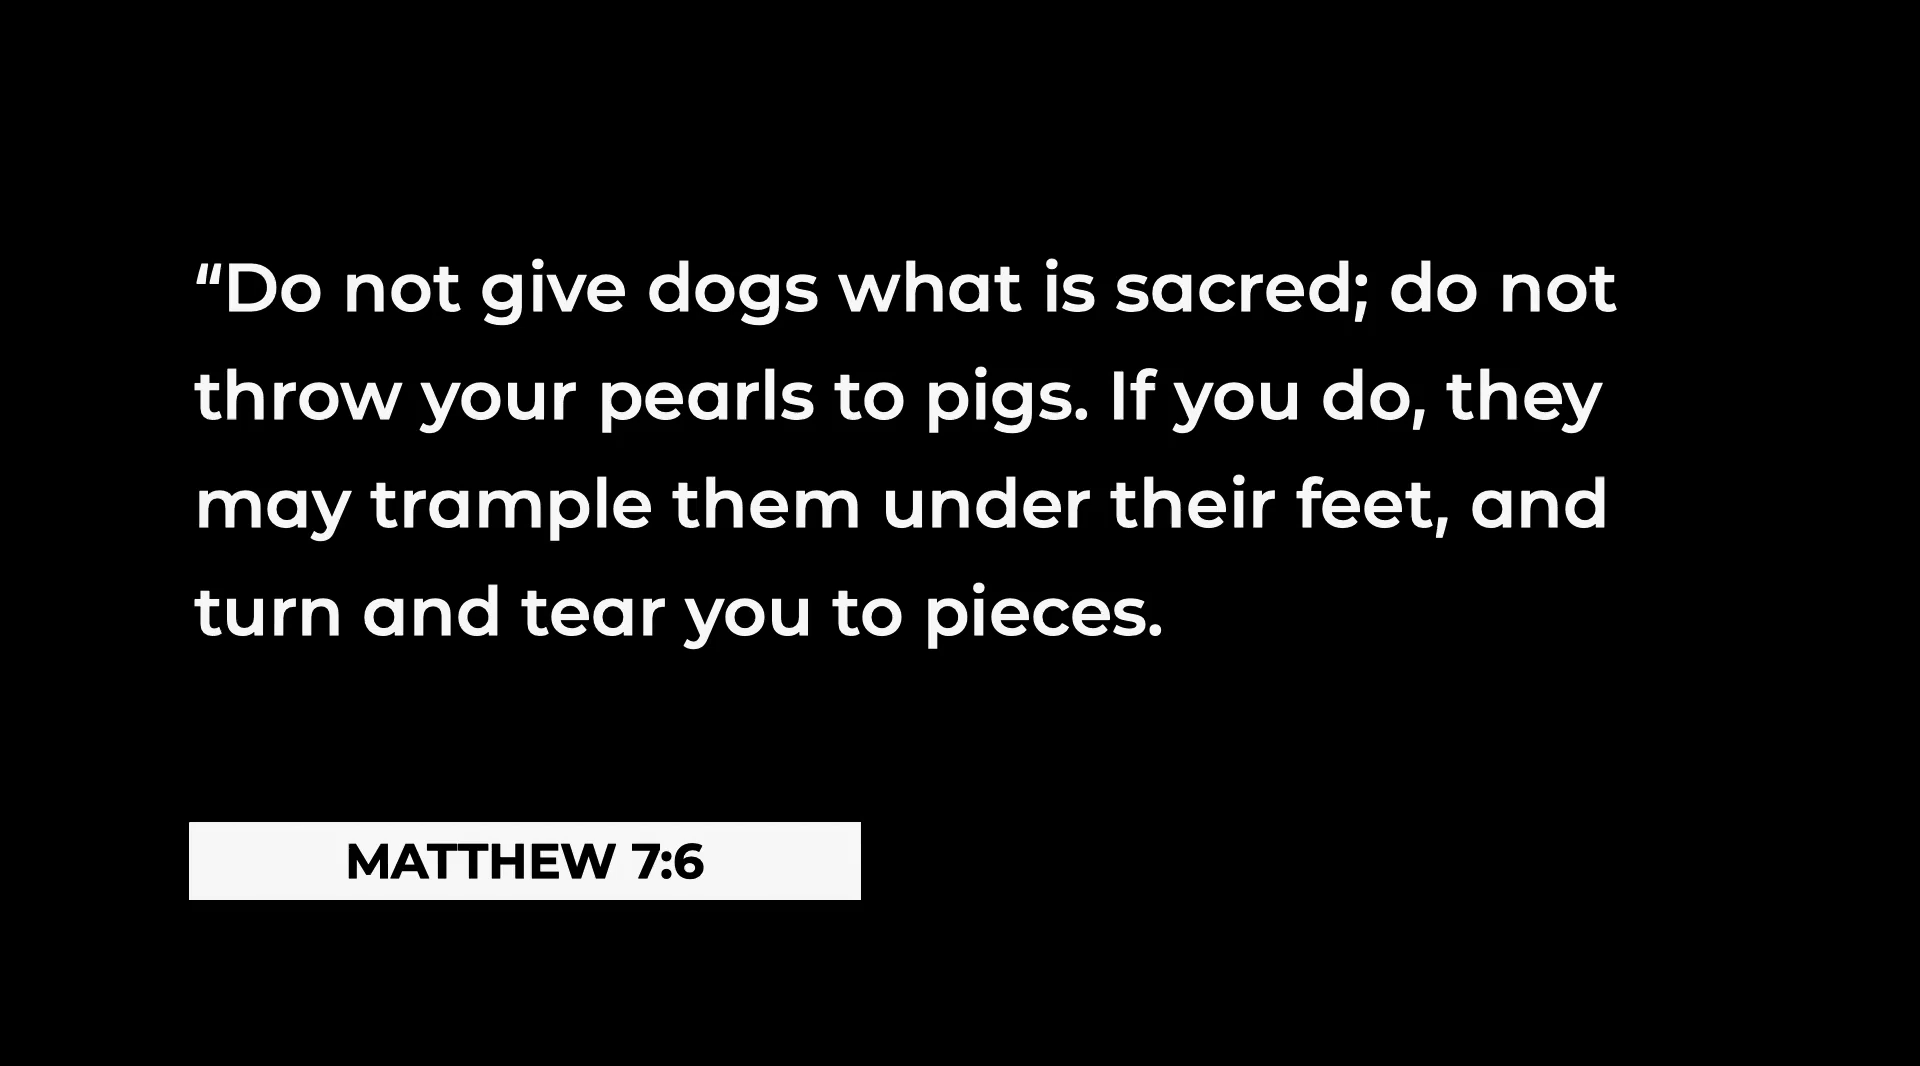 “Do not give dogs what is sacred; do not
throw your pearls to pigs. If you do, they
may trample them under their feet, and
turn and tear you to pieces.
MATTHEW 7:6